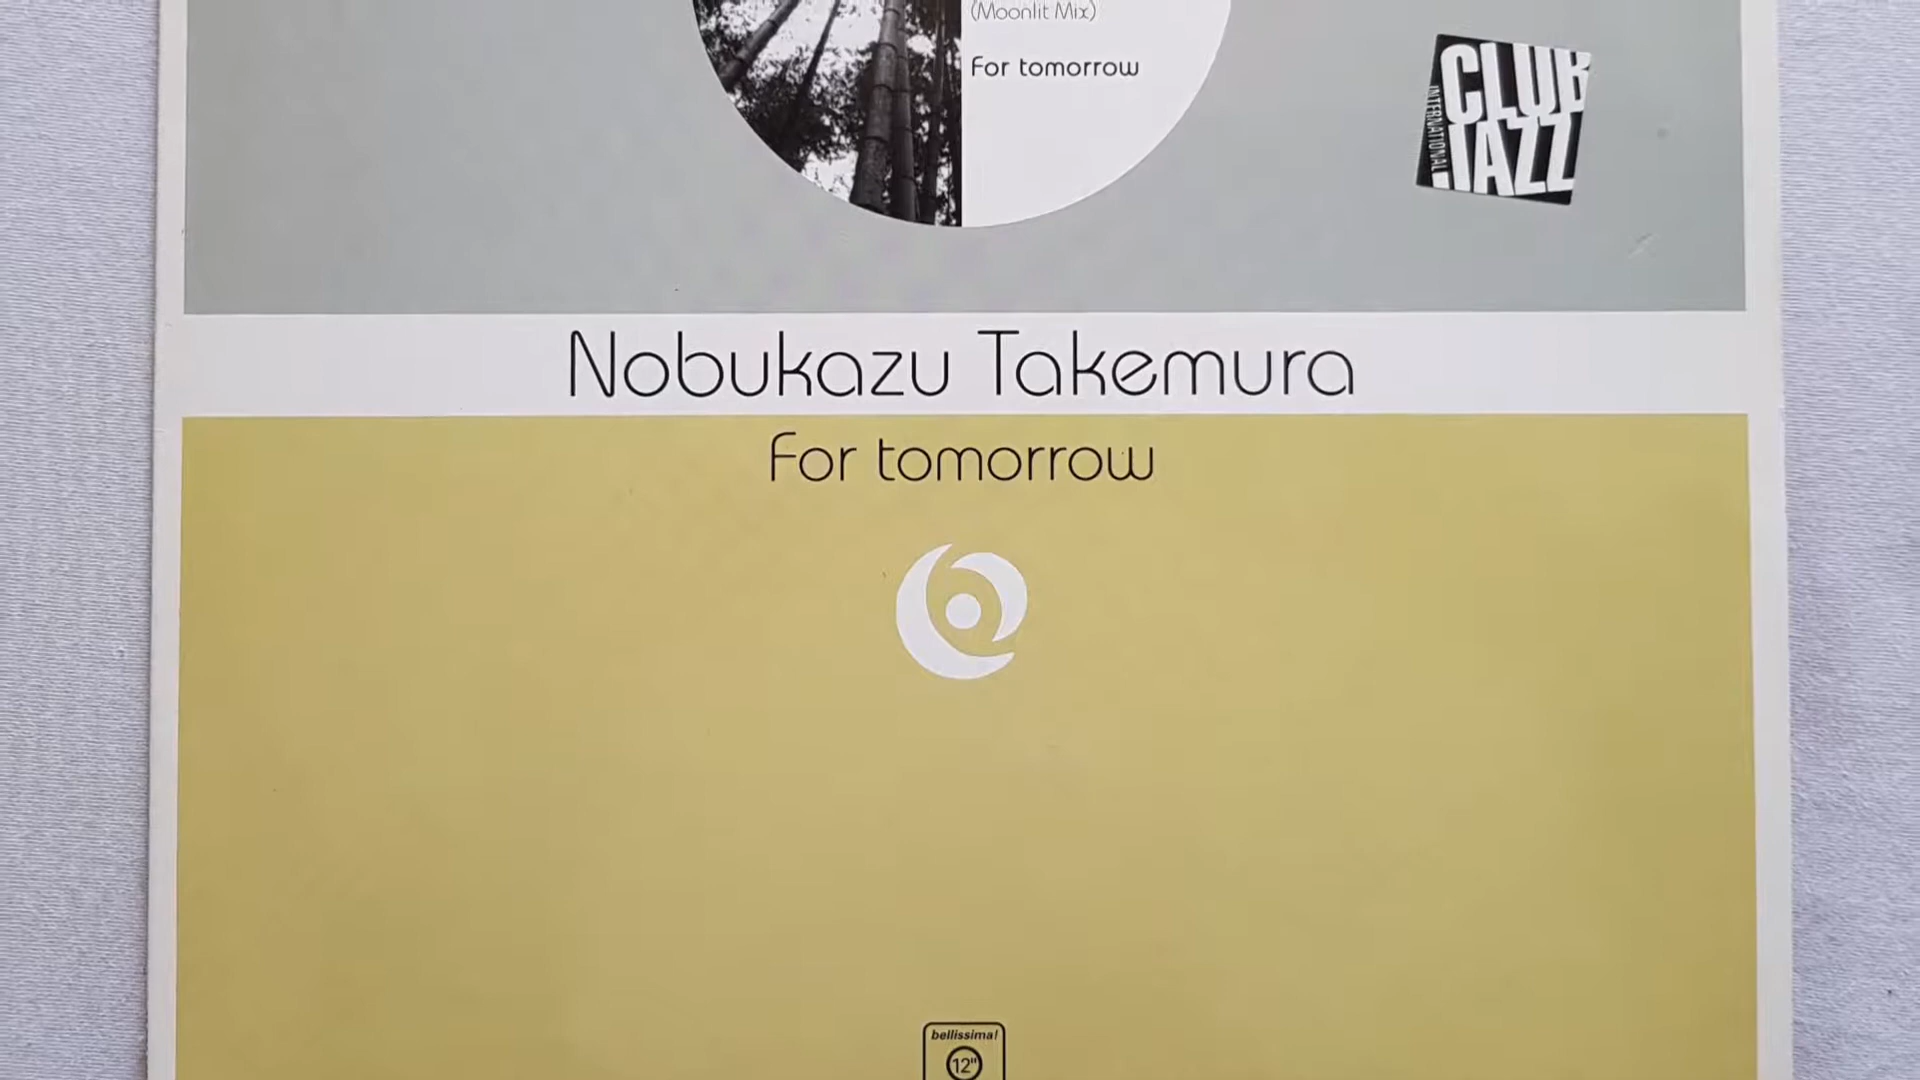 (Moonlit Mix)
For tomorrow
CLUB
JAZZ
INTERNATIONAL
Nobukazu Takemura
For tomorrow
bellissima!
12"